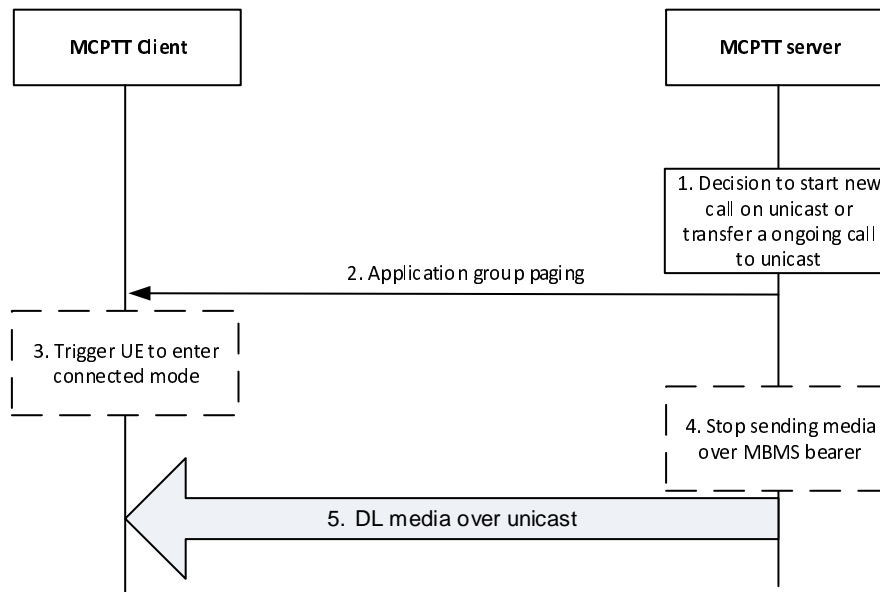 MCPTT Client
MCPTT server
1. Decision to start new
call on unicast or
transfer a ongoing call
to unicast
2. Application group paging
3. Trigger UE to enter
connected mode
4. Stop sending media
over MBMS bearer
5. DL media over unicast